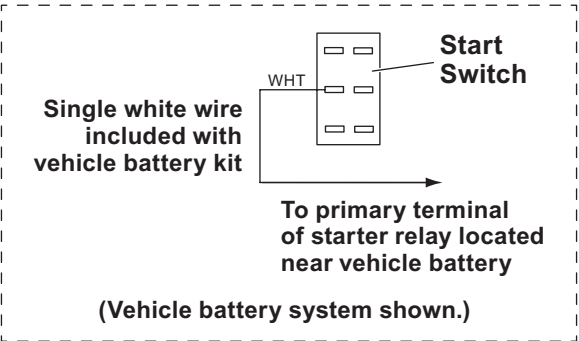 Start
Switch
WHT
Single white wire
included with
vehicle battery kit
To primary terminal
of starter relay located
near vehicle battery
(Vehicle battery system shown.)